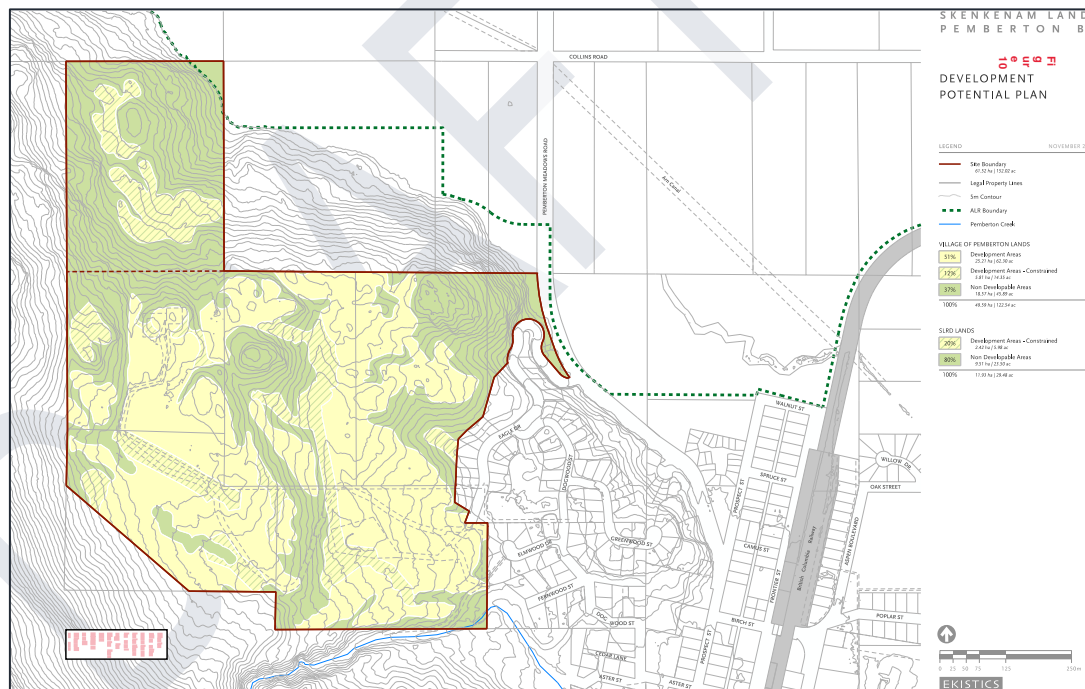 SKENKENAM LAND
PEMBERTON B
Figure
10
DEVELOPMENT
POTENTIAL PLAN
LEGEND
NOVEMBER 2
Site Boundary
61.52 ha | 152.02 ac
Legal Property Lines
5m Contour
ALR Boundary
Pemberton Creek
VILLAGE OF PEMBERTON LANDS
51% Development Areas
25.21 ha | 62.30 ac
12% Development Areas - Constrained
5.81 ha | 14.35 ac
37% Non Developable Areas
18.57 ha | 45.89 ac
100% 49.59 ha | 122.54 ac
SLRD LANDS
20% Development Areas - Constrained
2.42 ha | 5.98 ac
80% Non Developable Areas
9.51 ha | 23.50 ac
100% 11.93 ha | 29.48 ac
COLLINS ROAD
PEMBERTON MEADOWS ROAD
Arn Canal
WALNUT ST
EAGLE DR
DOGWOOD ST
SPRUCE ST
PROSPECT ST
WILLOW DR
OAK STREET
GREENWOOD ST
ELMWOOD DR
CAMUS ST
British Columbia Railway
ASPEN BOULEVARD
FERNWOOD ST
FRONTIER ST
DOG
WOOD ST
BIRCH ST
POPLAR ST
CEDAR LANE
PROSPECT ST
ASTER ST
ASTER ST
0 25 50 75 125 250m
EKISTICS